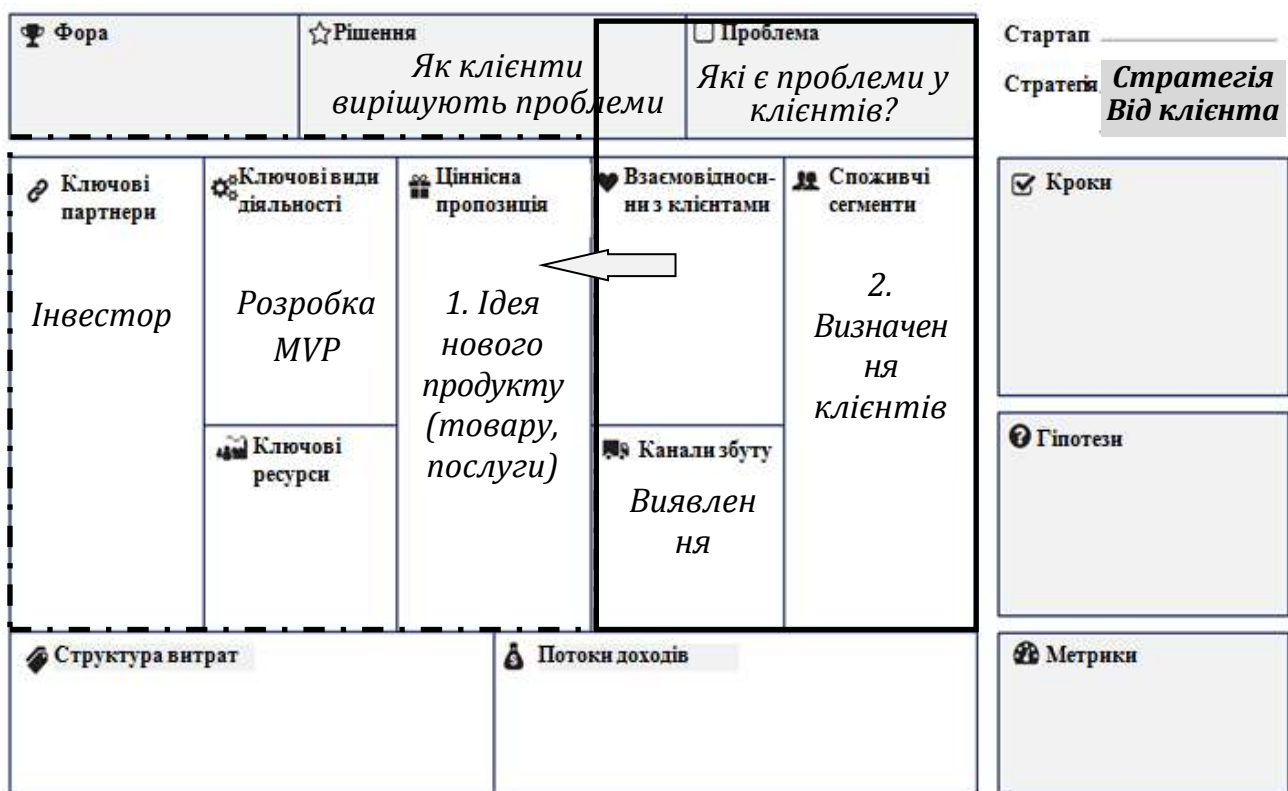 Фора
Рішення
Як клієнти
вирішують проблеми
Проблема
Які є проблеми у
клієнтів?
Стартап
Стратегія
Стратегія
Від клієнта
Ключові
партнери
Інвестор
Ключові види
діяльності
Розробка
MVP
Ключові
ресурси
Ціннісна
пропозиція
1. Ідея
нового
продукту
(товару,
послуги)
Взаємовідноси-
ни з клієнтами
Канали збуту
Виявлен
ня
Споживчі
сегменти
2.
Визначен
ня
клієнтів
Кроки
Гіпотези
Структура витрат
Потоки доходів
Метрики